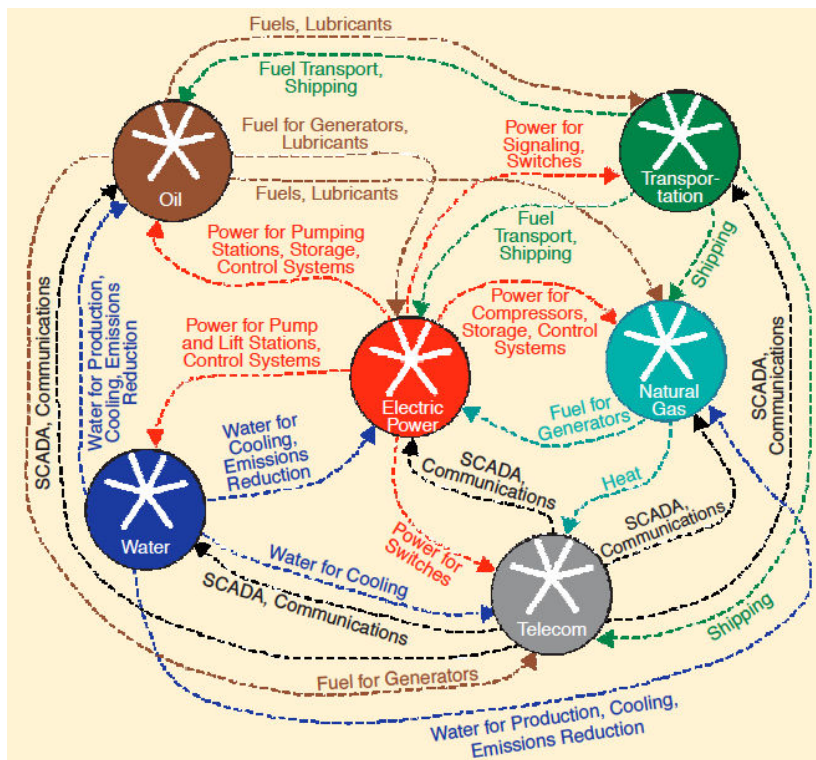 Fuels, Lubricants
Fuel Transport,
Shipping
Fuel for Generators,
Lubricants
Power for
Signaling,
Switches
Transpor-
tation
Oil
Fuels, Lubricants
Power for Pumping
Stations, Storage,
Control Systems
Fuel
Transport,
Shipping
Shipping
Power for
Compressors,
Storage, Control
Systems
Power for Pump
and Lift Stations,
Control Systems
SCADA, Communications
Water for Production,
Cooling, Emissions
Reduction
Electric
Power
Natural
Gas
SCADA,
Communications
Fuel for
Generators
Water for
Cooling,
Emissions
Reduction
SCADA,
Communications
Heat
SCADA,
Communications
Water
Power for
Switches
Water for Cooling
SCADA, Communications
Telecom
Shipping
Fuel for Generators
Water for Production, Cooling,
Emissions Reduction